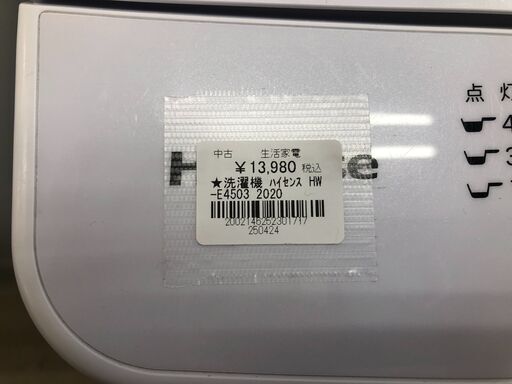 中古 生活家電
￥13,980 税込
★洗濯機 ハイセンス HW
-E4503 2020
2002146252301717
250424
点 灯
4
3